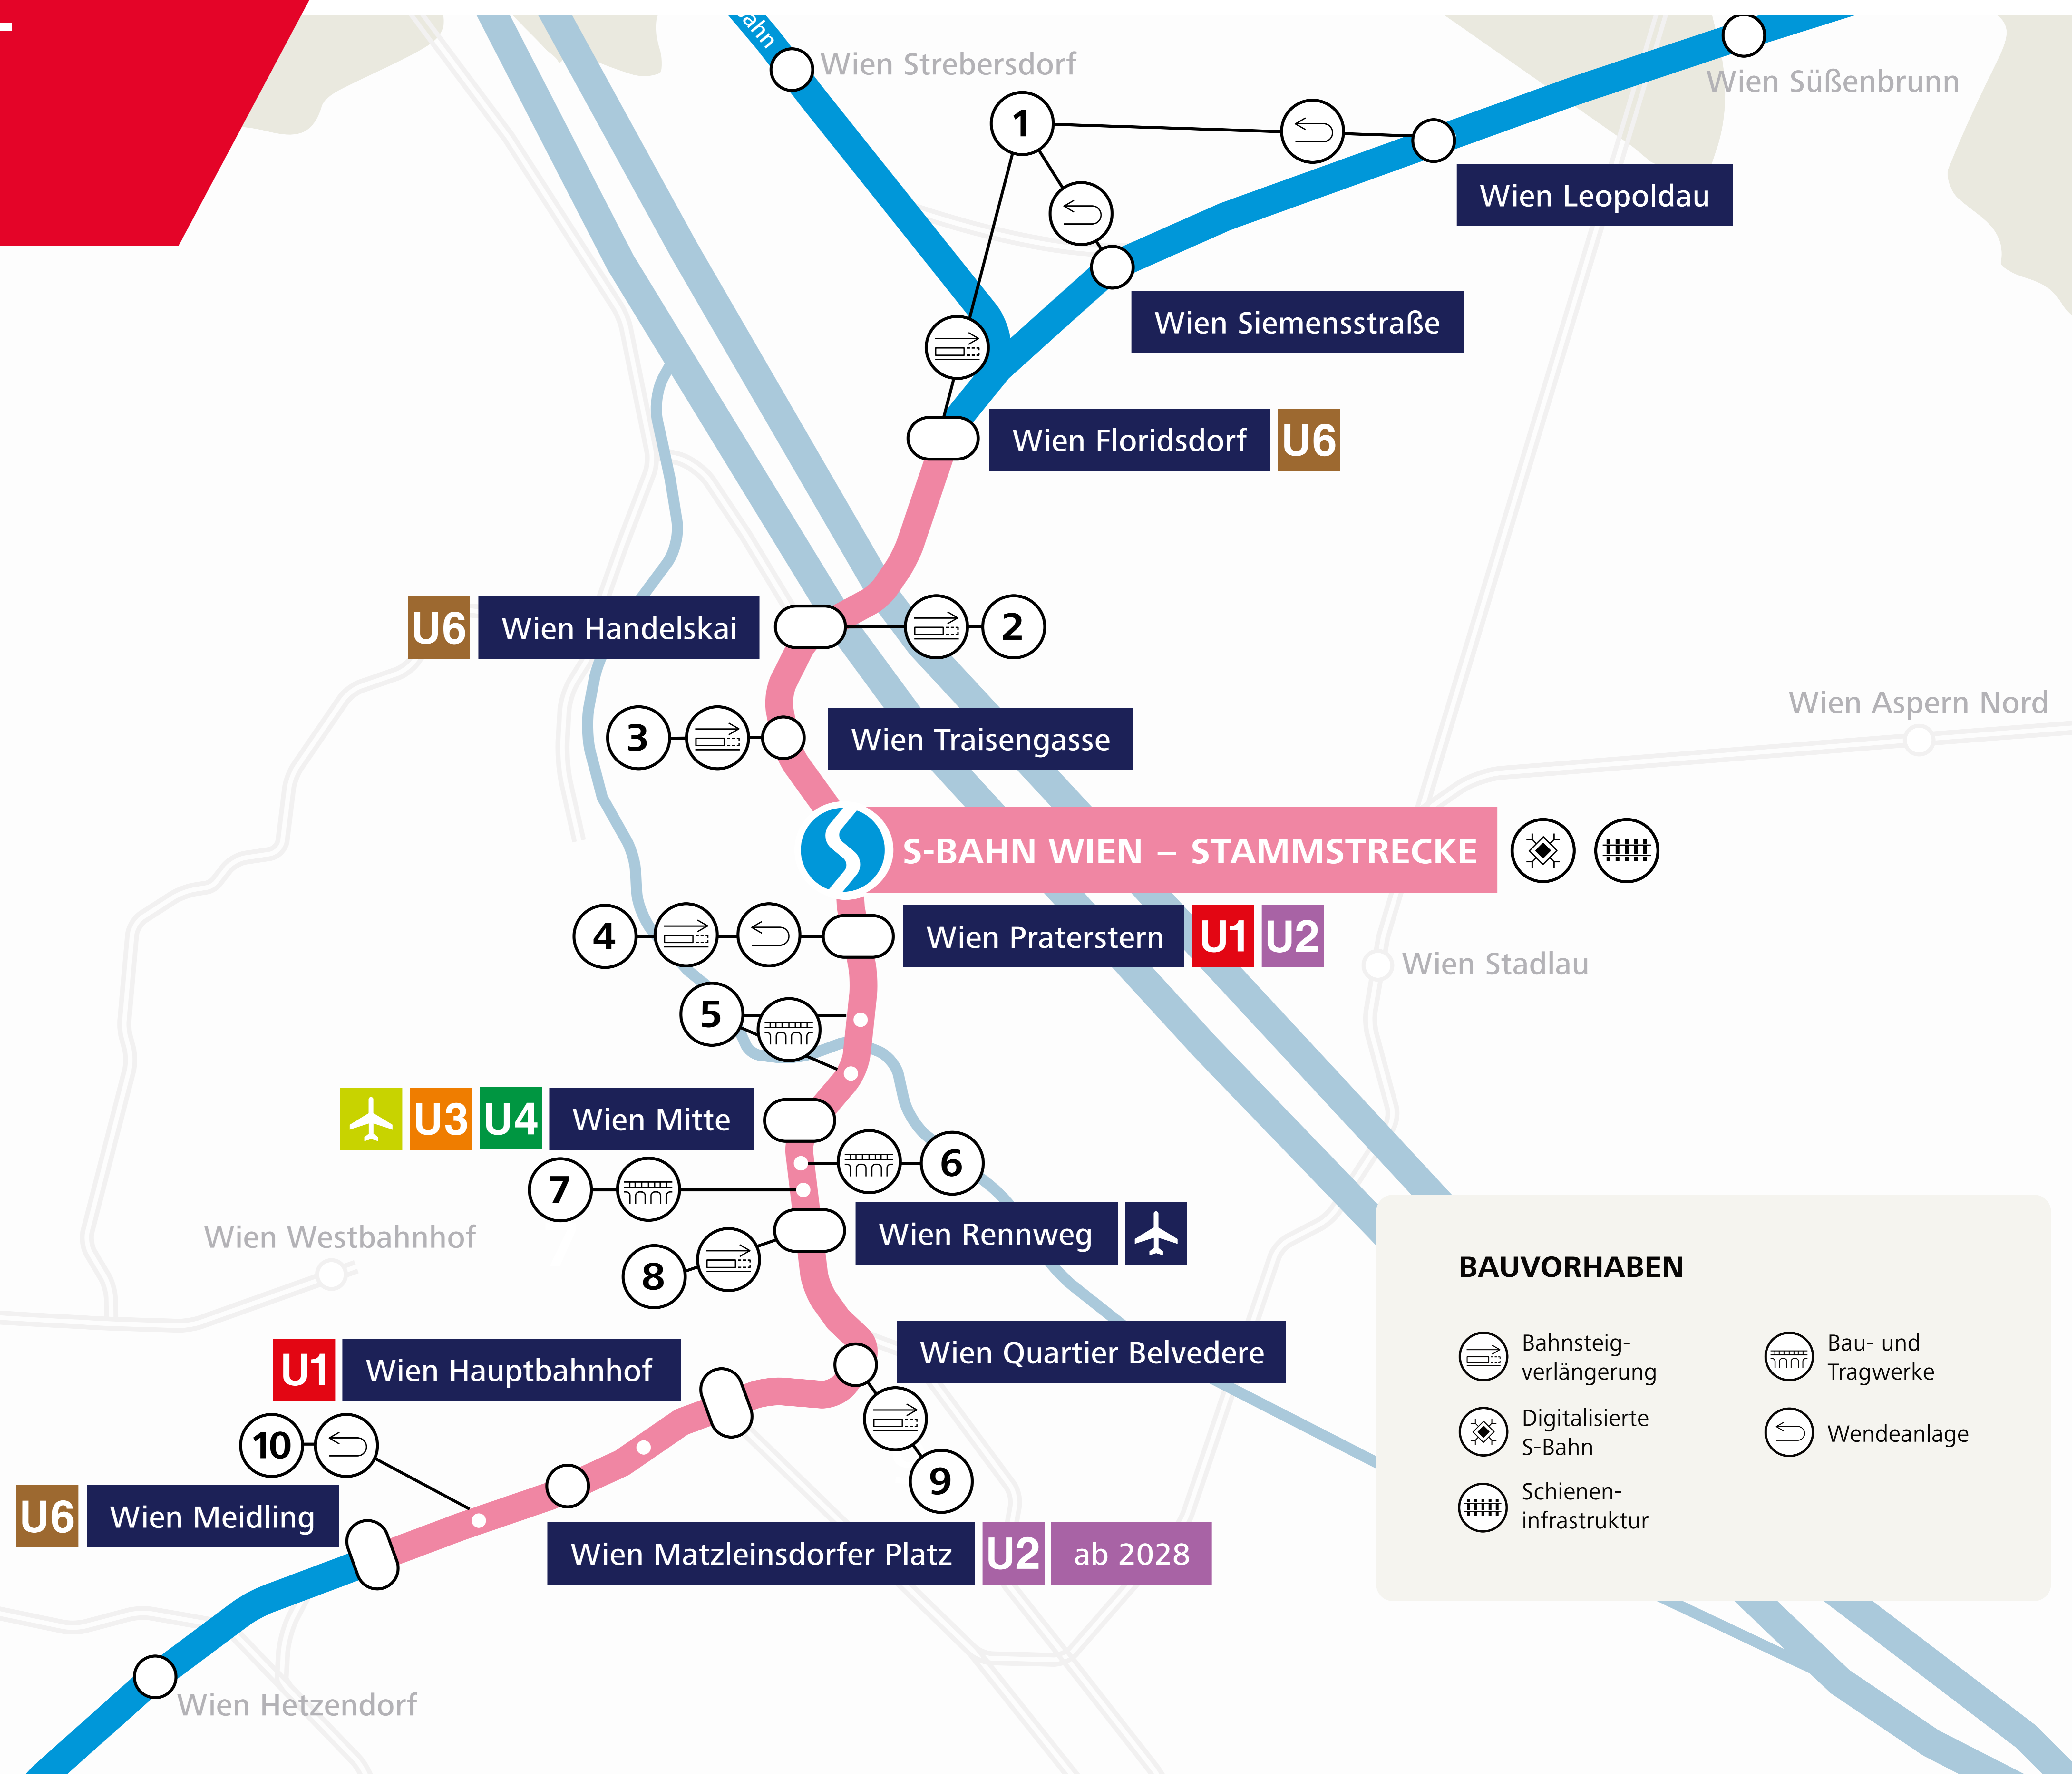 Wien Strebersdorf
Wien Süßenbrunn
1
Wien Leopoldau
Wien Siemensstraße
Wien Floridsdorf U6
U6 Wien Handelskai
2
Wien Aspern Nord
3
Wien Traisengasse
S-BAHN WIEN – STAMMSTRECKE
4
Wien Praterstern U1 U2
Wien Stadlau
5
U3 U4 Wien Mitte
6
7
Wien Rennweg
Wien Westbahnhof
8
Wien Quartier Belvedere
U1 Wien Hauptbahnhof
10
9
U6 Wien Meidling
Wien Matzleinsdorfer Platz U2 ab 2028
Wien Hetzendorf
BAUVORHABEN
Bahnsteig-
verlängerung
Digitalisierte
S-Bahn
Schienen-
infrastruktur
Bau- und
Tragwerke
Wendeanlage